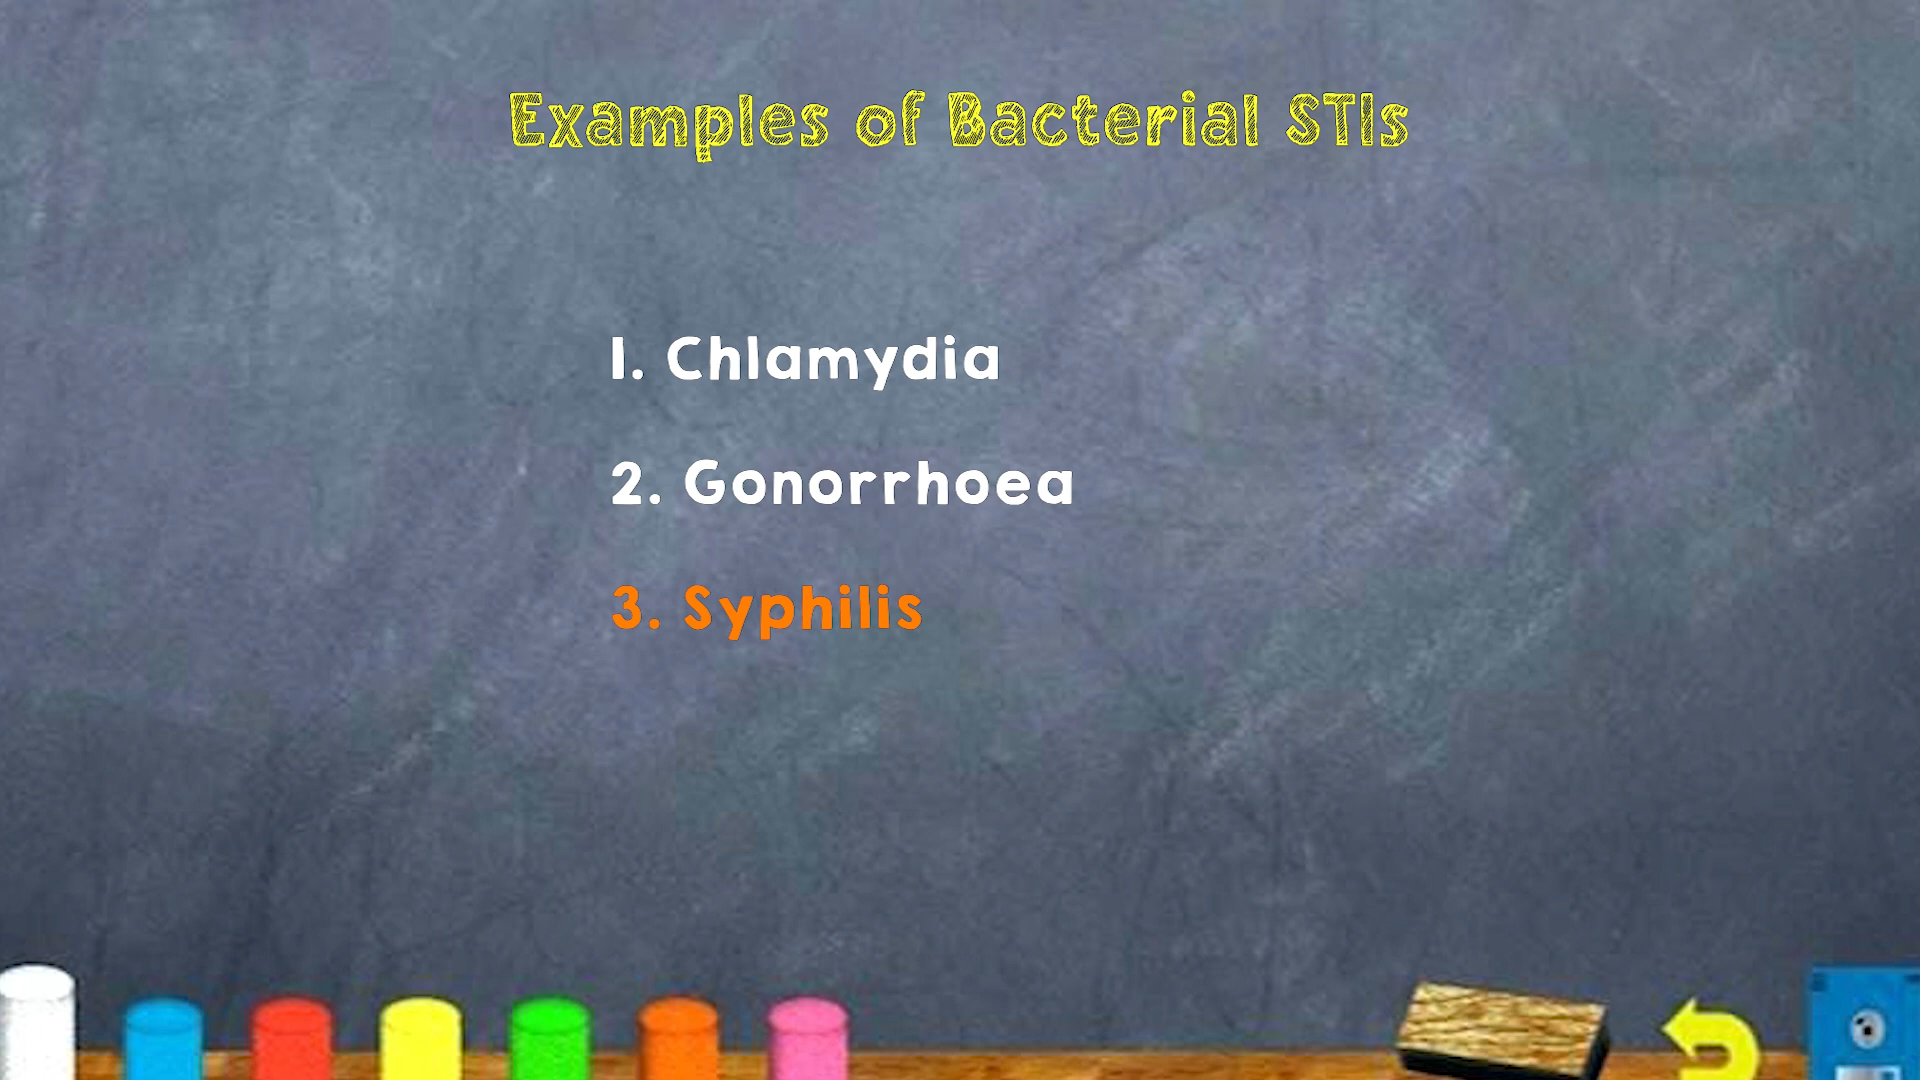 Examples of Bacterial STIs
1. Chlamydia
2. Gonorrhoea
3. Syphilis